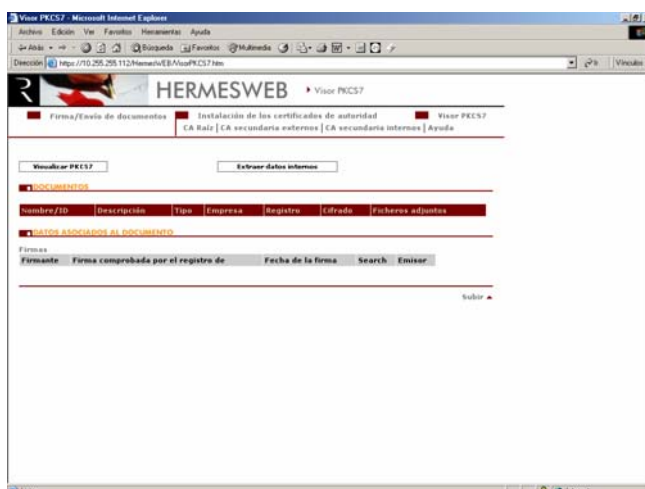 Visor PKCS7 - Microsoft Internet Explorer
Archivo Edición Ver Favoritos Herramientas Ayuda
Atrás Búsqueda Favoritos Multimedia
Dirección https://10.255.255.112/HermesWEB/VisorPKCS7.htm Ir Vínculos
R HERMESWEB Visor PKCS7
Firma/Envío de documentos Instalación de los certificados de autoridad Visor PKCS7
CA Raíz | CA secundaria externos | CA secundaria internos | Ayuda
Visualizar PKCS7 Extraer datos internos
DOCUMENTOS
Nombre/ID Descripción Tipo Empresa Registro Cifrado Ficheros adjuntos
DATOS ASOCIADOS AL DOCUMENTO
Firmas
Firmante Firma comprobada por el registro de Fecha de la firma Search Emisor
Subir